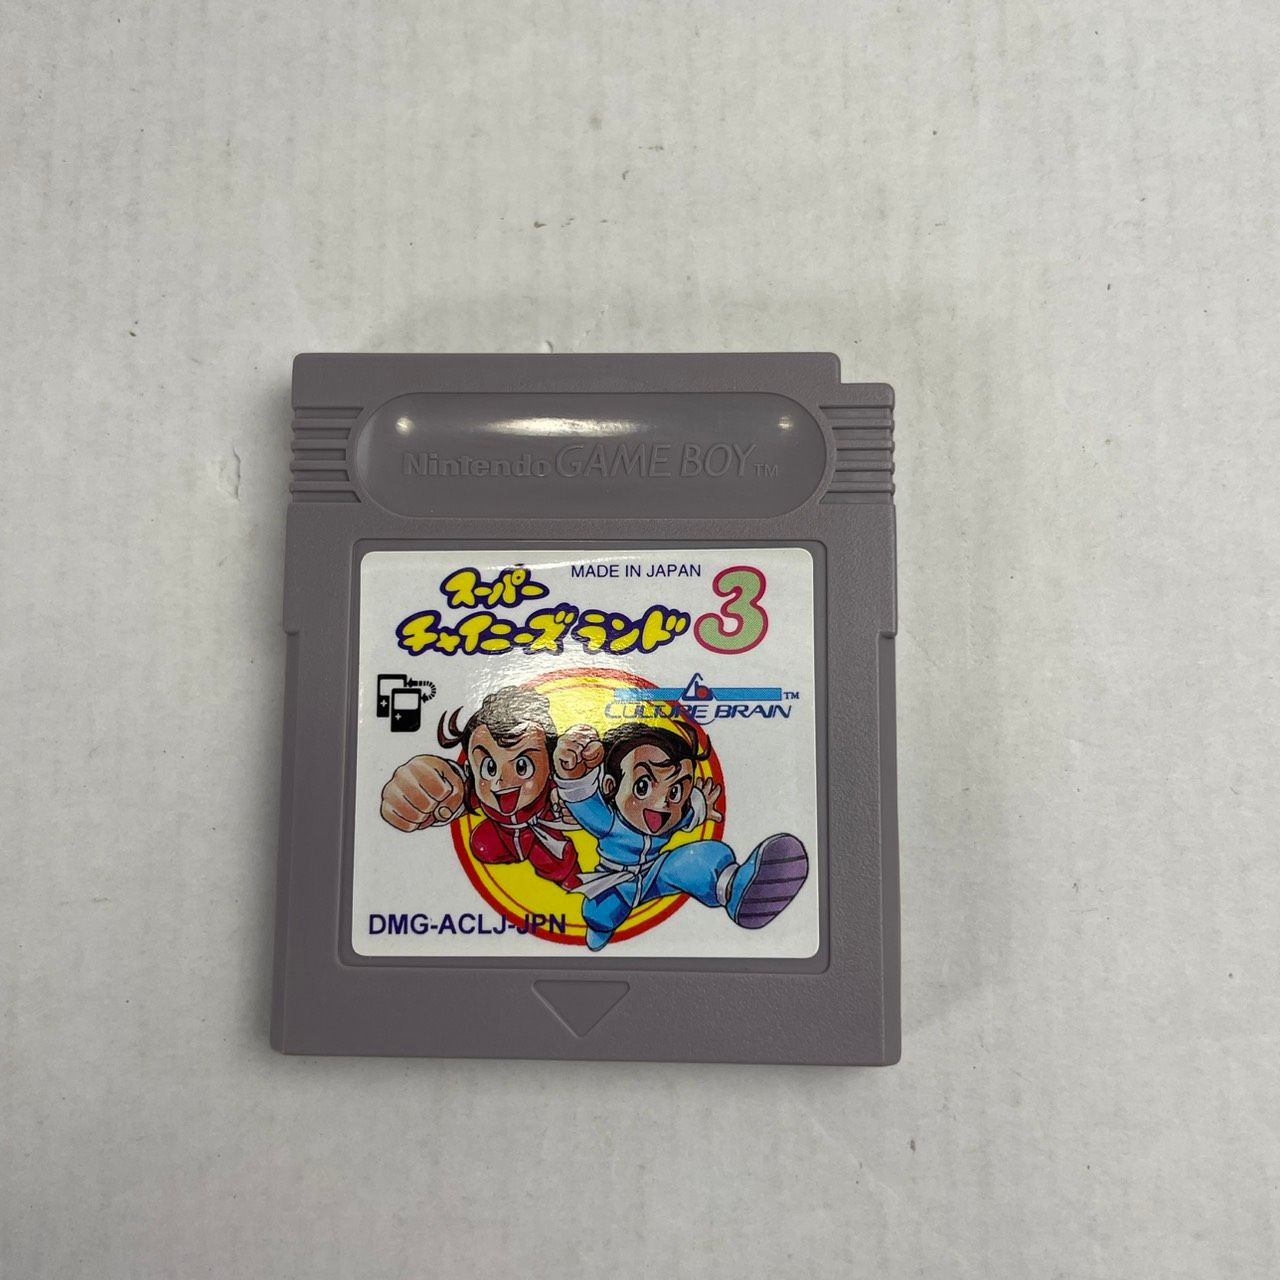 Nintendo GAME BOY TM
MADE IN JAPAN
スーパー
チャイニーズランド 3
CULTURE BRAIN TM
DMG-ACLJ-JPN